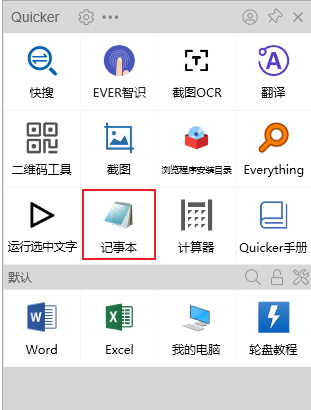 Quicker
快搜
EVER智识
截图OCR
翻译
二维码工具
截图
浏览程序安装目录
Everything
运行选中文字
记事本
计算器
Quicker手册
默认
Word
Excel
我的电脑
轮盘教程